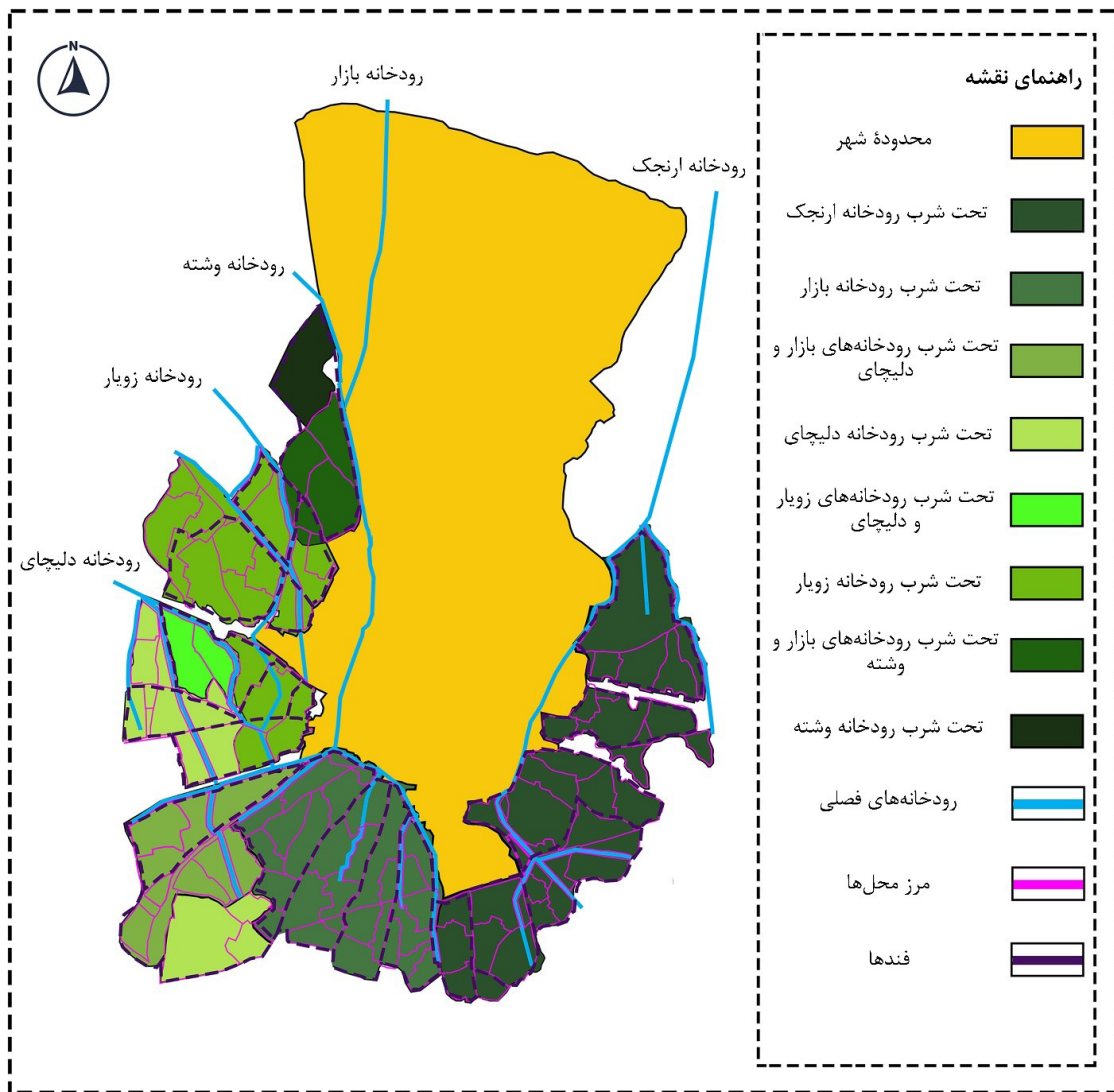 N
رودخانه بازار
رودخانه ارنجک
رودخانه وشته
رودخانه زویار
رودخانه دلیچای
راهنمای نقشه
محدودهٔ شهر
تحت شرب رودخانه ارنجک
تحت شرب رودخانه بازار
تحت شرب رودخانه‌های بازار و
دلیچای
تحت شرب رودخانه دلیچای
تحت شرب رودخانه‌های زویار
و دلیچای
تحت شرب رودخانه زویار
تحت شرب رودخانه‌های بازار و
وشته
تحت شرب رودخانه وشته
رودخانه‌های فصلی
مرز محل‌ها
فندها